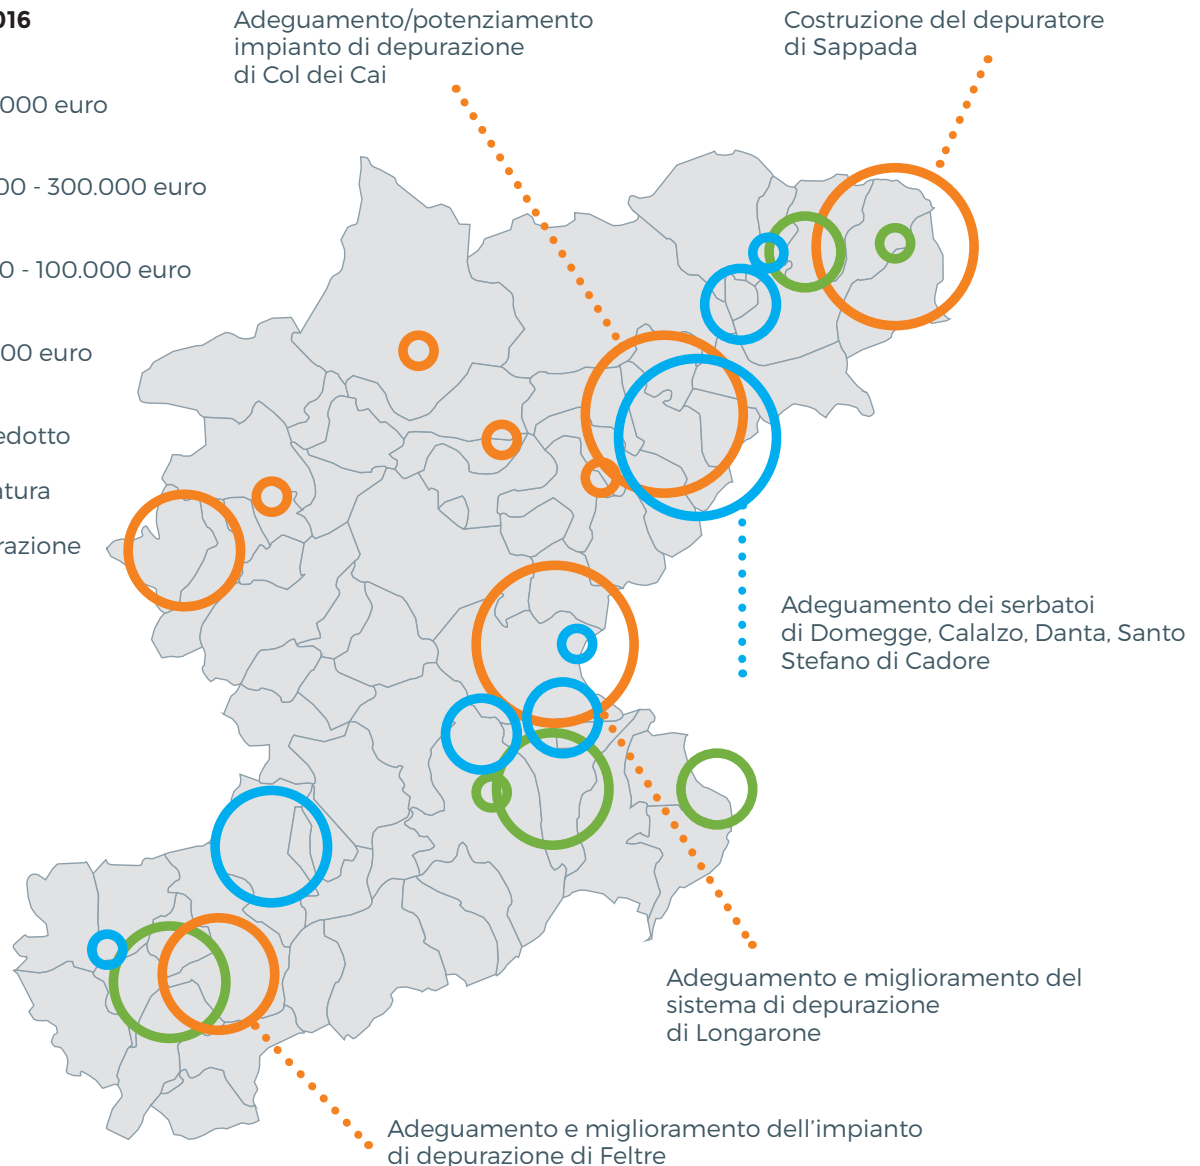 016
Adeguamento/potenziamento
impianto di depurazione
di Col dei Cai
Costruzione del depuratore
di Sappada
000 euro
00 - 300.000 euro
0 - 100.000 euro
00 euro
edotto
atura
razione
Adeguamento dei serbatoi
di Domegge, Calalzo, Danta, Santo
Stefano di Cadore
Adeguamento e miglioramento del
sistema di depurazione
di Longarone
Adeguamento e miglioramento dell’impianto
di depurazione di Feltre